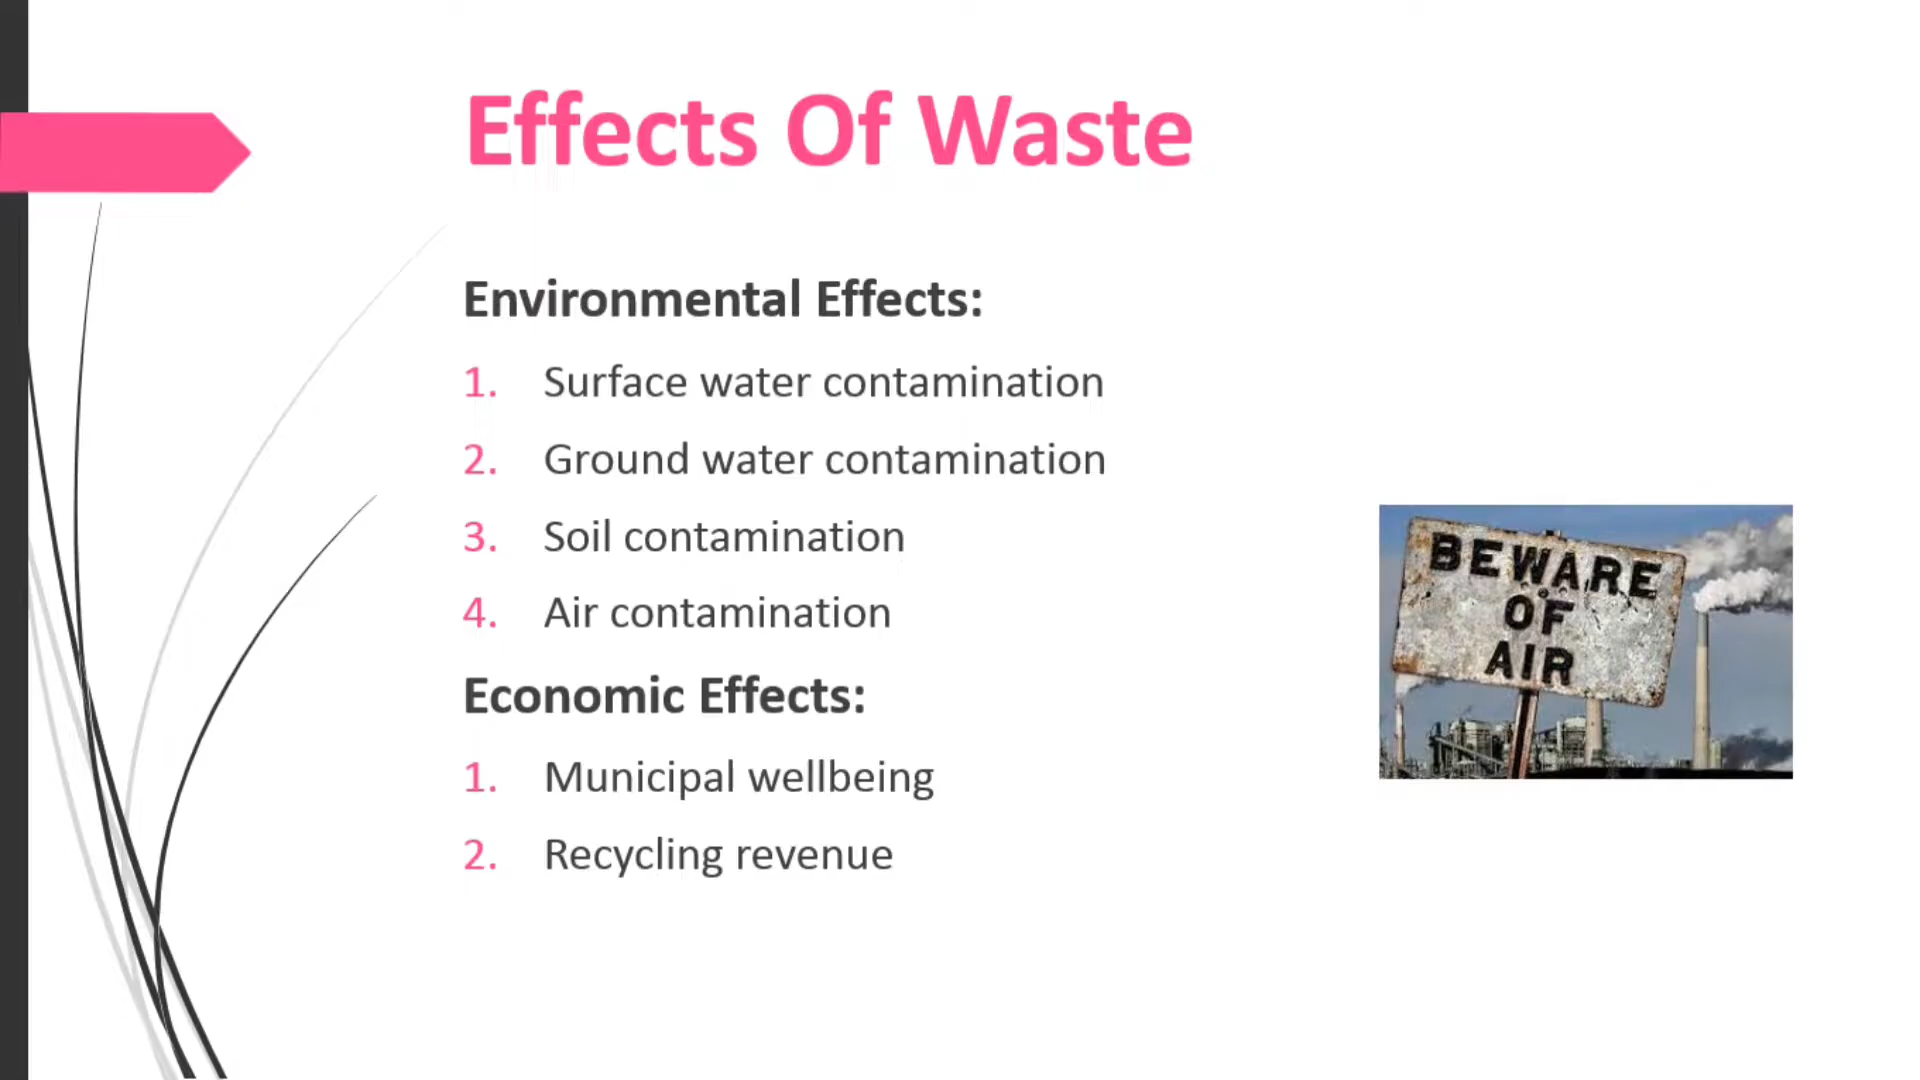 Effects Of Waste
Environmental Effects:
1. Surface water contamination
2. Ground water contamination
3. Soil contamination
4. Air contamination
Economic Effects:
1. Municipal wellbeing
2. Recycling revenue
BEWARE
OF
AIR